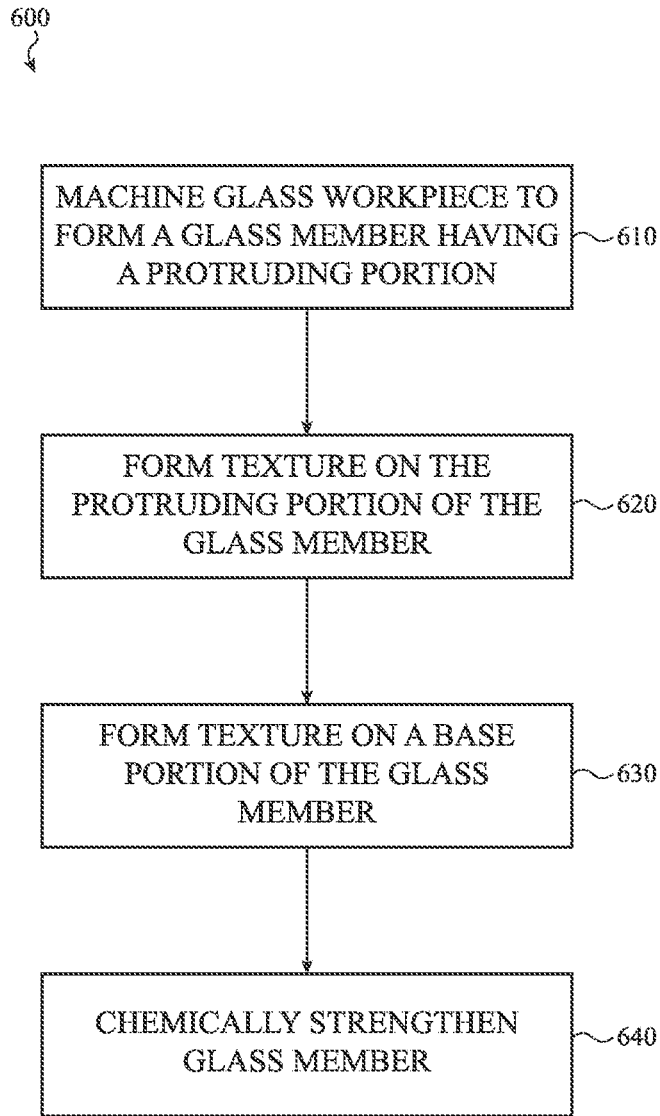 600
MACHINE GLASS WORKPIECE TO
FORM A GLASS MEMBER HAVING
A PROTRUDING PORTION
610
FORM TEXTURE ON THE
PROTRUDING PORTION OF THE
GLASS MEMBER
620
FORM TEXTURE ON A BASE
PORTION OF THE GLASS
MEMBER
630
CHEMICALLY STRENGTHEN
GLASS MEMBER
640